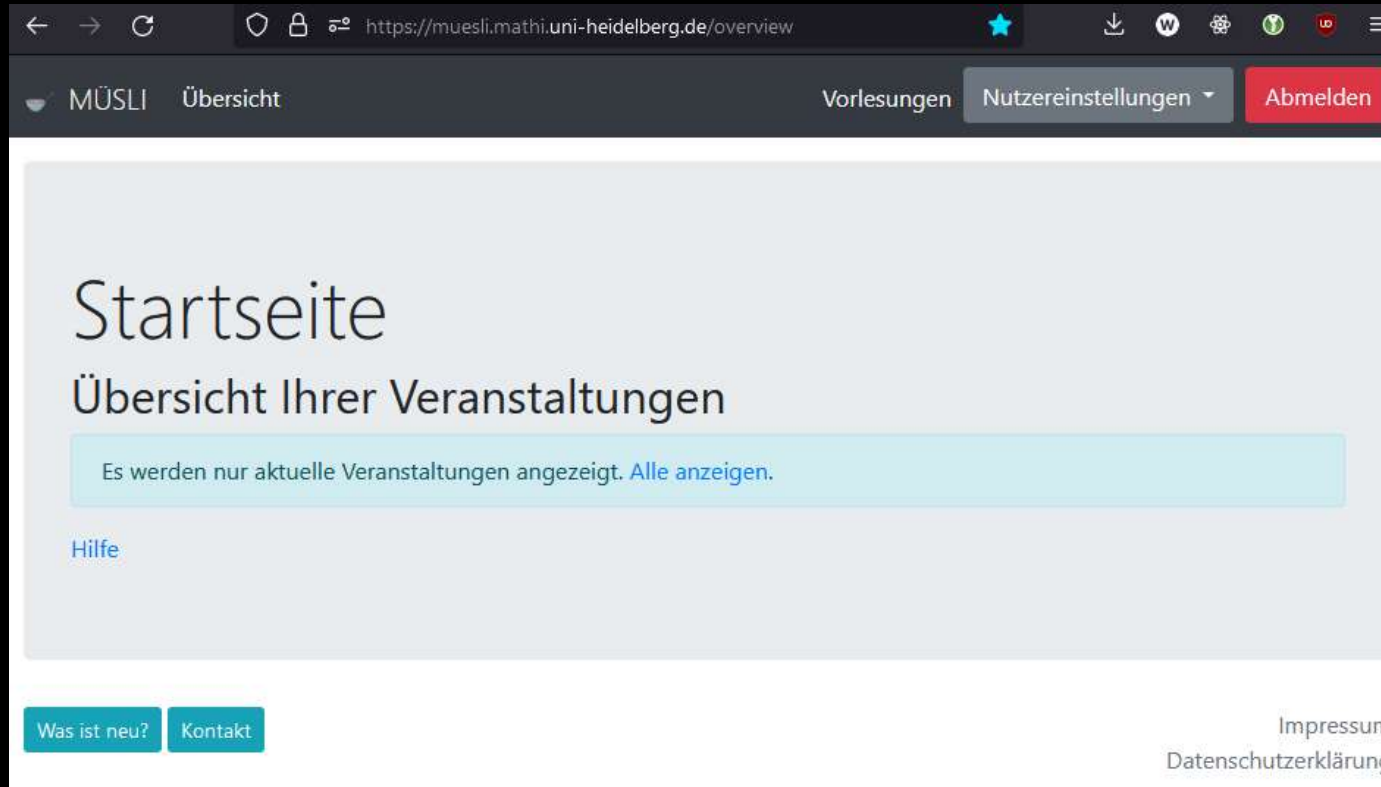 https://muesli.mathi.uni-heidelberg.de/overview
MÜSLI Übersicht Vorlesungen Nutzereinstellungen Abmelden
Startseite
Übersicht Ihrer Veranstaltungen
Es werden nur aktuelle Veranstaltungen angezeigt. Alle anzeigen.
Hilfe
Was ist neu? Kontakt
Impressum
Datenschutzerklärung